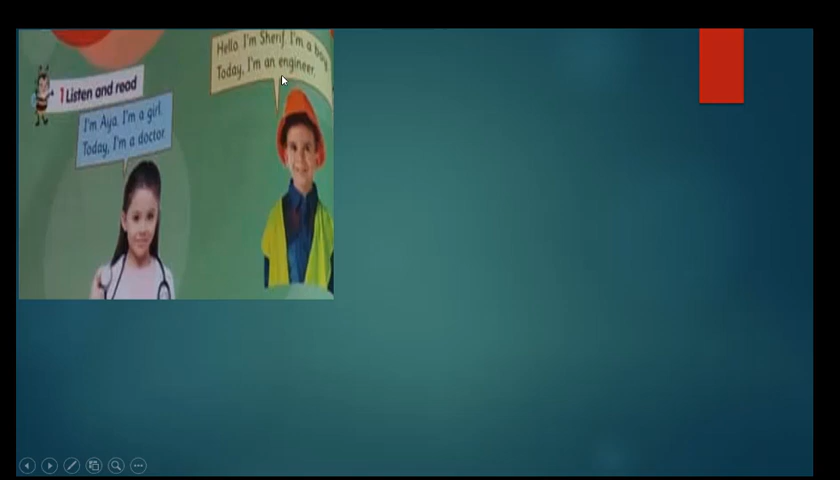 1 Listen and read
I'm Aya. I'm a girl.
Today, I'm a doctor.
Hello I'm Sherif. I'm a boy.
Today, I'm an engineer.